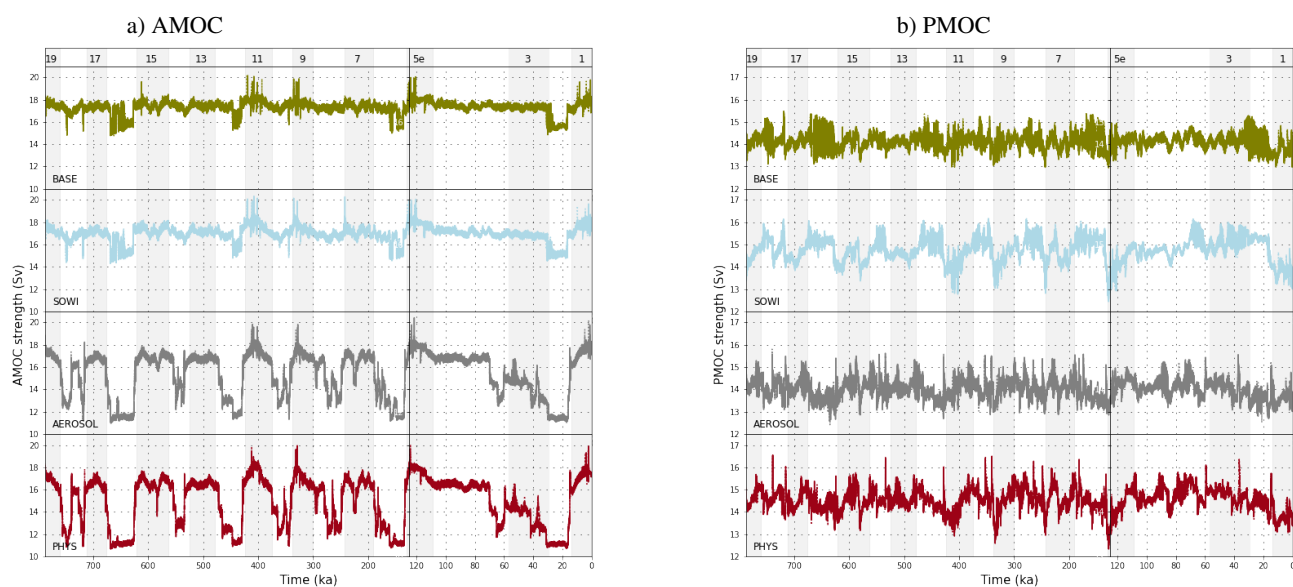 a) AMOC
19 17 15 13 11 9 7 5e 3 1
20
18
16
14
12
10
BASE
20
18
16
14
12
10
SOWI
20
18
16
14
12
10
AEROSOL
20
18
16
14
12
10
PHYS
AMOC strength (Sv)
700 600 500 400 300 200 120 100 80 60 40 20 0
Time (ka)
b) PMOC
19 17 15 13 11 9 7 5e 3 1
17
16
15
14
13
12
BASE
17
16
15
14
13
12
SOWI
17
16
15
14
13
12
AEROSOL
17
16
15
14
13
12
PHYS
PMOC strength (Sv)
700 600 500 400 300 200 120 100 80 60 40 20 0
Time (ka)